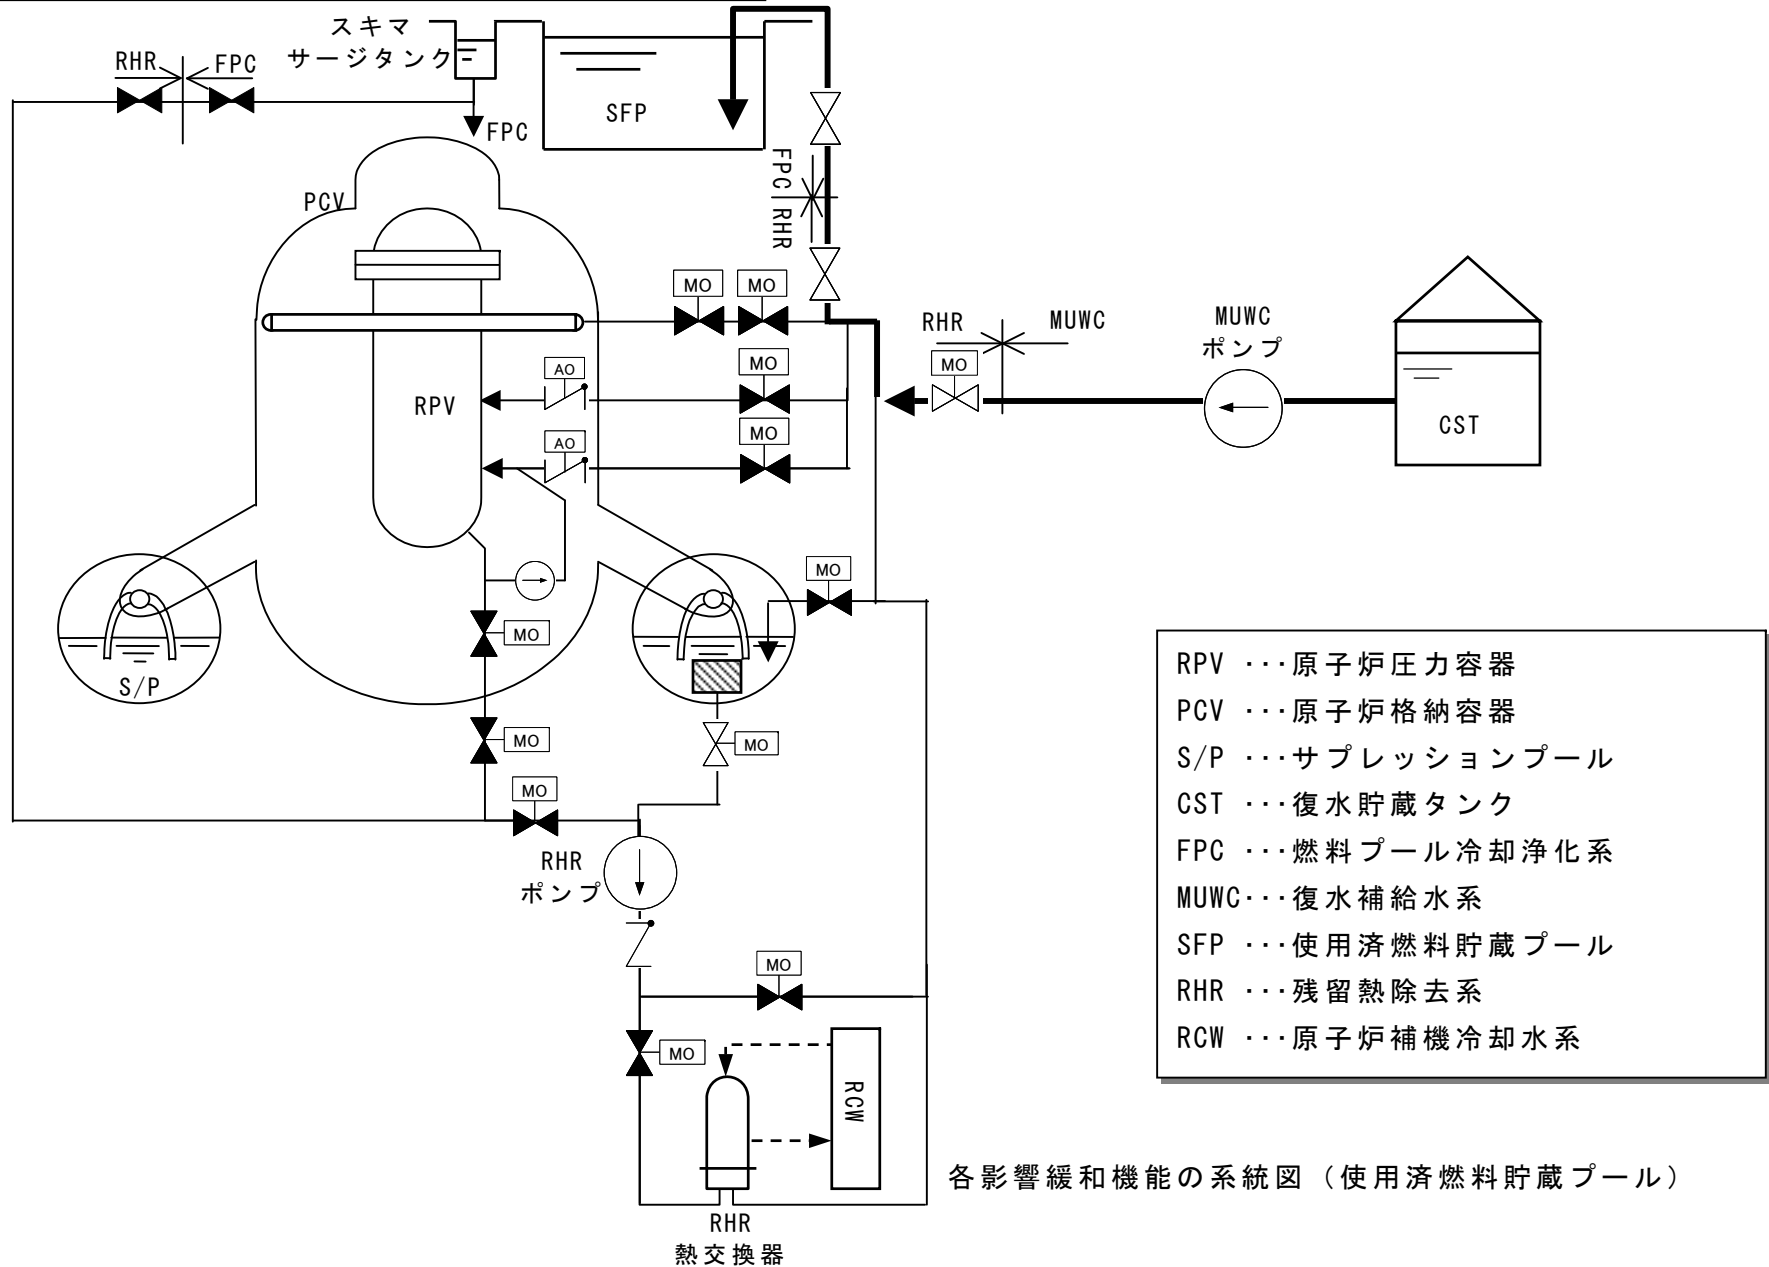 スキマ
サージタンク
RHR
FPC
SFP
FPC
FPC
RHR
PCV
MO
MO
RHR
MUWC
MUWC
ポンプ
MO
AO
MO
RPV
CST
AO
MO
MO
MO
S/P
MO
MO
MO
RHR
ポンプ
MO
MO
RCW
RHR
熱交換器
RPV ···原子炉圧力容器
PCV ···原子炉格納容器
S/P ···サプレッションプール
CST ···復水貯蔵タンク
FPC ···燃料プール冷却浄化系
MUWC···復水補給水系
SFP ···使用済燃料貯蔵プール
RHR ···残留熱除去系
RCW ···原子炉補機冷却水系
各影響緩和機能の系統図（使用済燃料貯蔵プール）